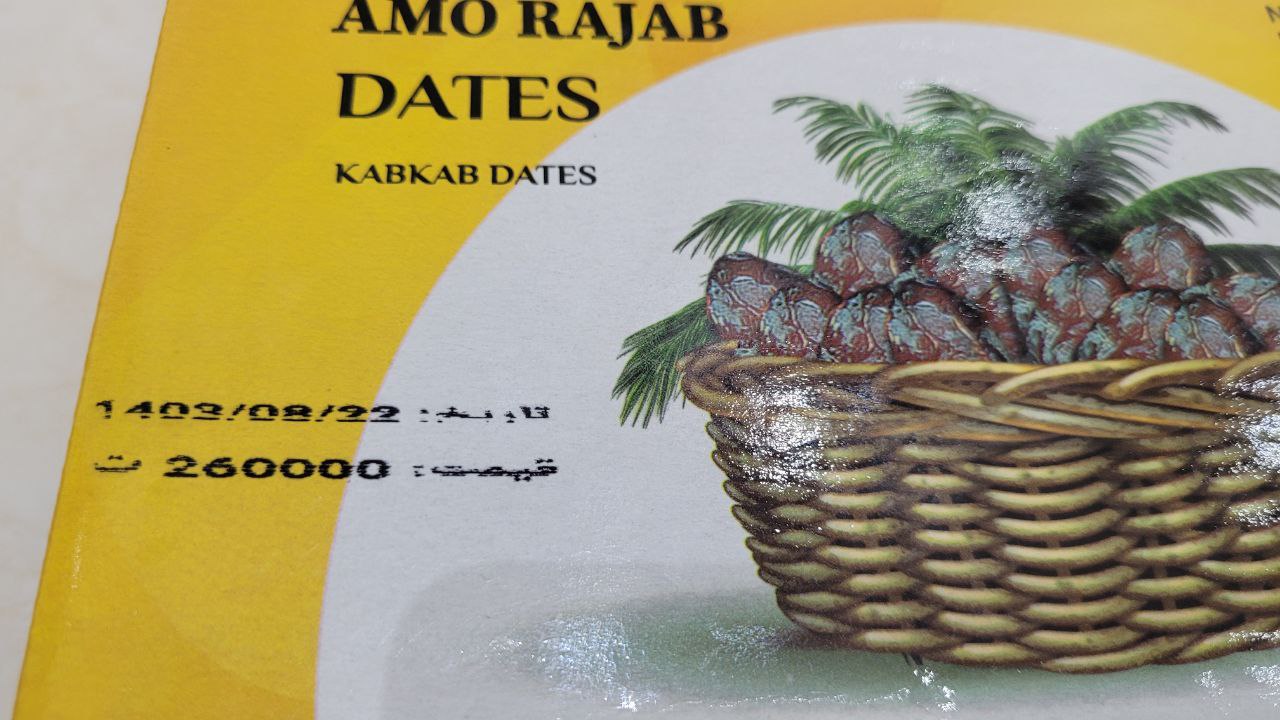 AMO RAJAB
DATES
KABKAB DATES
تاریخ: 1403/08/22
قیمت: 260000 ت